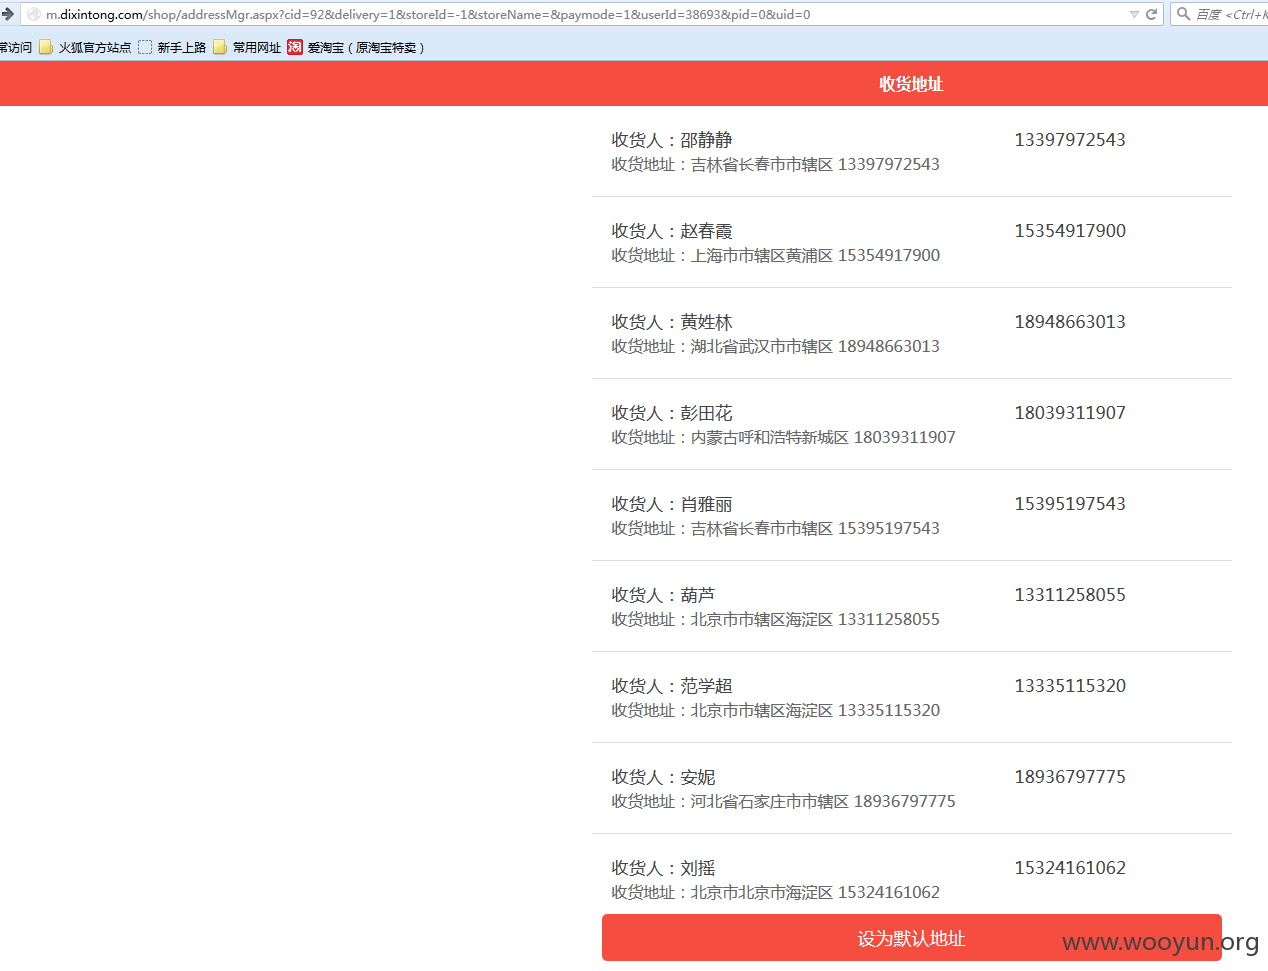 m.dixintong.com/shop/addressMgr.aspx?cid=92&delivery=1&storeId=-1&storeName=&paymode=1&userId=38693&pid=0&uid=0 百度 <Ctrl+K
常访问 火狐官方站点 新手上路 常用网址 淘 爱淘宝（原淘宝特卖）
收货地址
收货人：邵静静 13397972543
收货地址：吉林省长春市市辖区 13397972543
收货人：赵春霞 15354917900
收货地址：上海市市辖区黄浦区 15354917900
收货人：黄姓林 18948663013
收货地址：湖北省武汉市市辖区 18948663013
收货人：彭田花 18039311907
收货地址：内蒙古呼和浩特新城区 18039311907
收货人：肖雅丽 15395197543
收货地址：吉林省长春市市辖区 15395197543
收货人：葫芦 13311258055
收货地址：北京市市辖区海淀区 13311258055
收货人：范学超 13335115320
收货地址：北京市市辖区海淀区 13335115320
收货人：安妮 18936797775
收货地址：河北省石家庄市市辖区 18936797775
收货人：刘摇 15324161062
收货地址：北京市北京市海淀区 15324161062
设为默认地址
www.wooyun.org